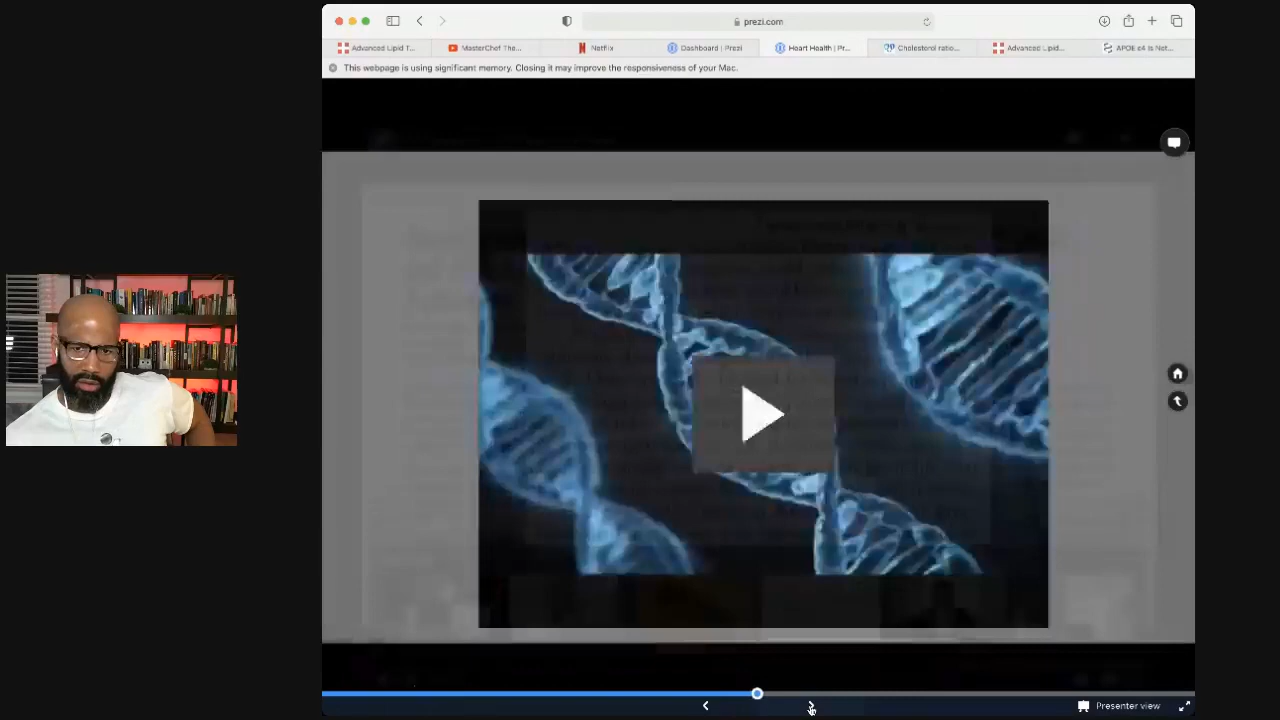 prezi.com
Advanced Lipid T...
MasterChef The...
Netflix
Dashboard | Prezi
Heart Health | Pr...
Cholesterol ratio...
Advanced Lipid...
APOE e4 Is Not...
This webpage is using significant memory. Closing it may improve the responsiveness of your Mac.
Presenter view